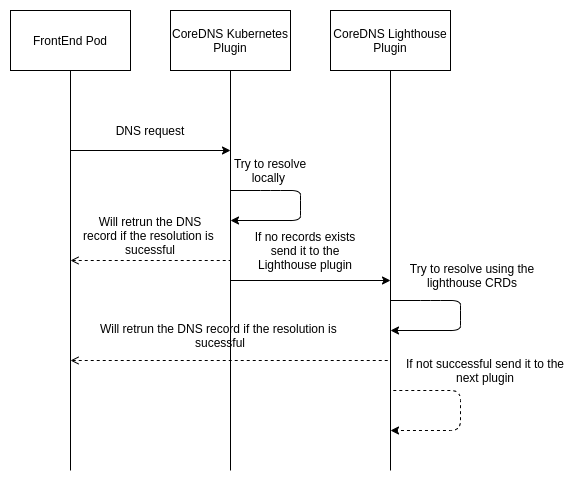 FrontEnd Pod
CoreDNS Kubernetes
Plugin
CoreDNS Lighthouse
Plugin
DNS request
Try to resolve
locally
Will retrun the DNS
record if the resolution is
sucessful
If no records exists
send it to the
Lighthouse plugin
Try to resolve using the
lighthouse CRDs
Will retrun the DNS record if the resolution is
sucessful
If not successful send it to the
next plugin